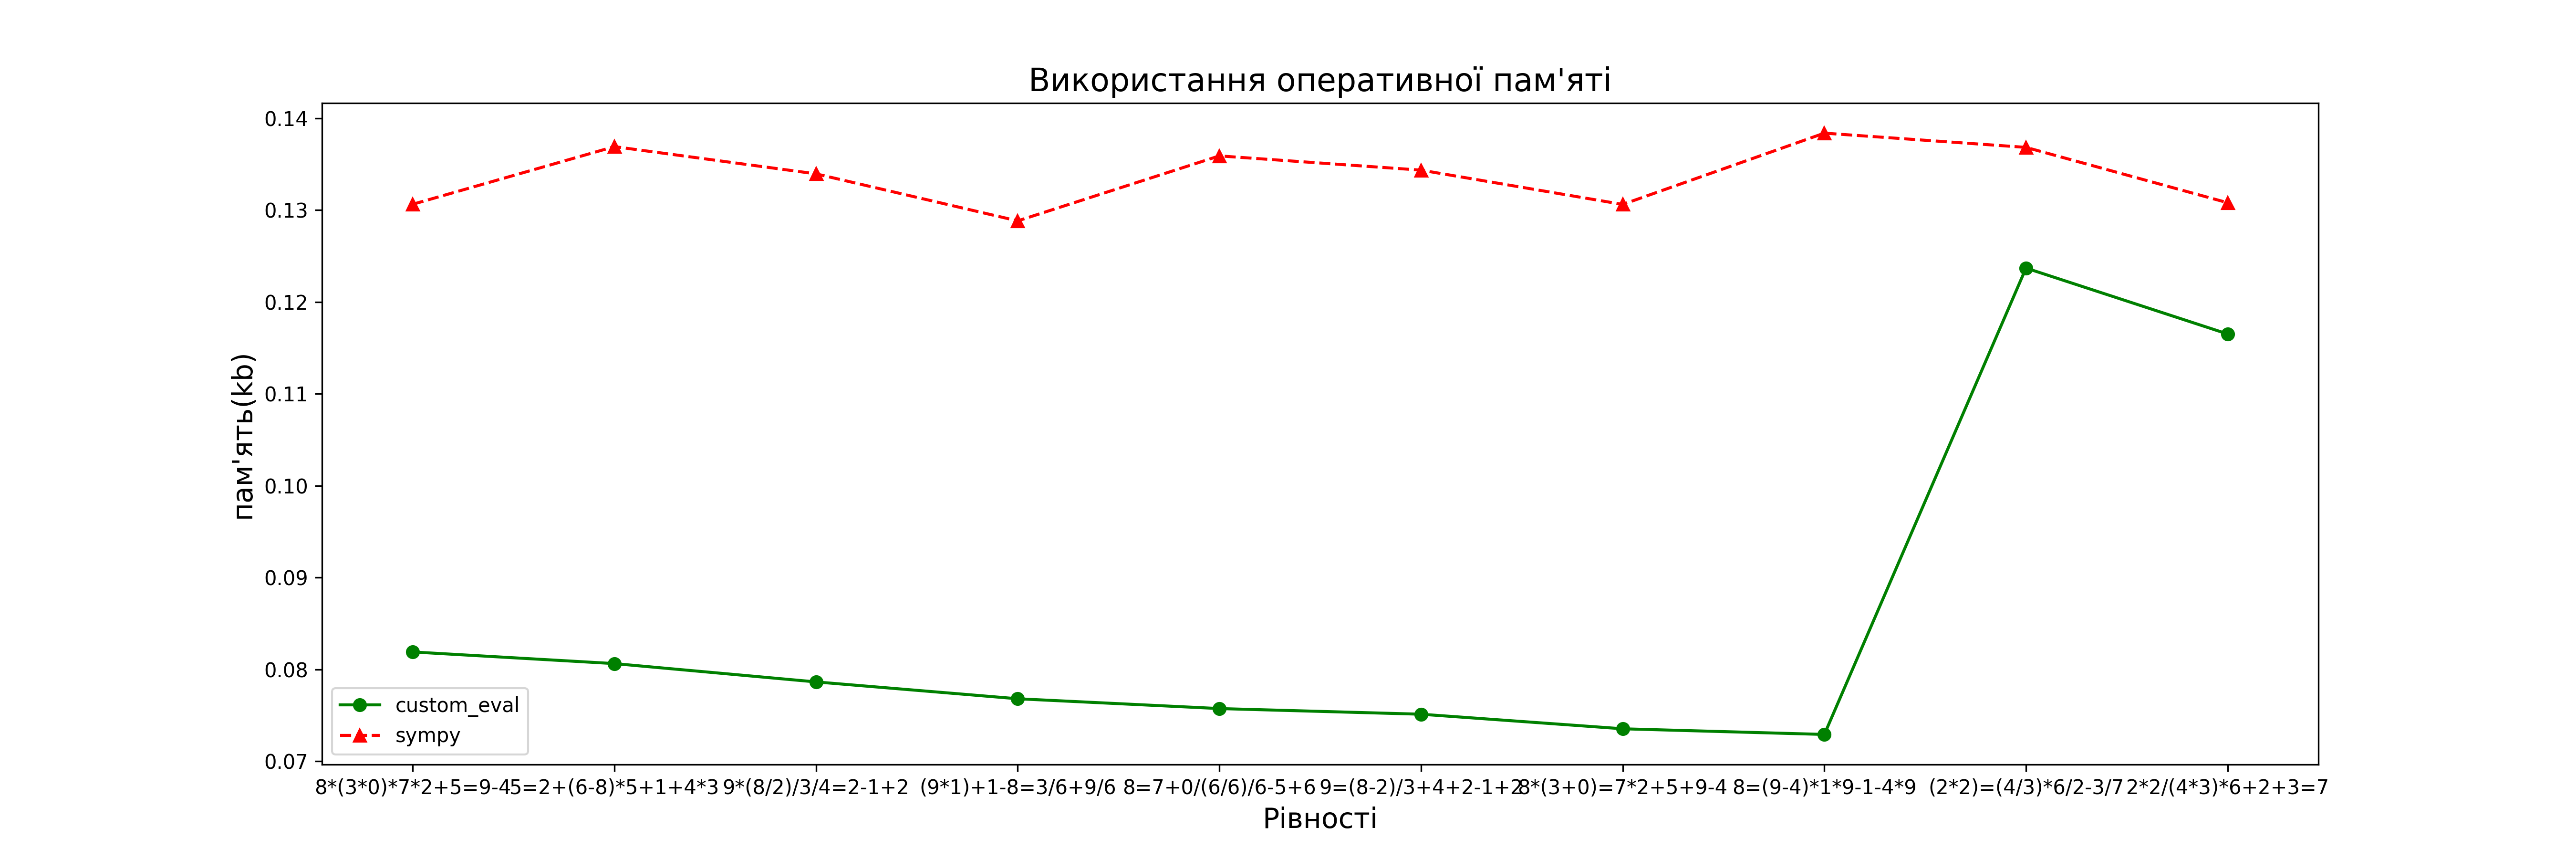 Використання оперативної пам'яті
0.14
0.13
0.12
0.11
0.10
0.09
0.08
0.07
пам'ять(kb)
custom_eval
sympy
8*(3*0)*7*2+5=9-4 5=2+(6-8)*5+1+4*3 9*(8/2)/3/4=2-1+2 (9*1)+1-8=3/6+9/6 8=7+0/(6/6)/6-5+6 9=(8-2)/3+4+2-1+2 8*(3+0)=7*2+5+9-4 8=(9-4)*1*9-1-4*9 (2*2)=(4/3)*6/2-3/7 2*2/(4*3)*6+2+3=7
Рівності